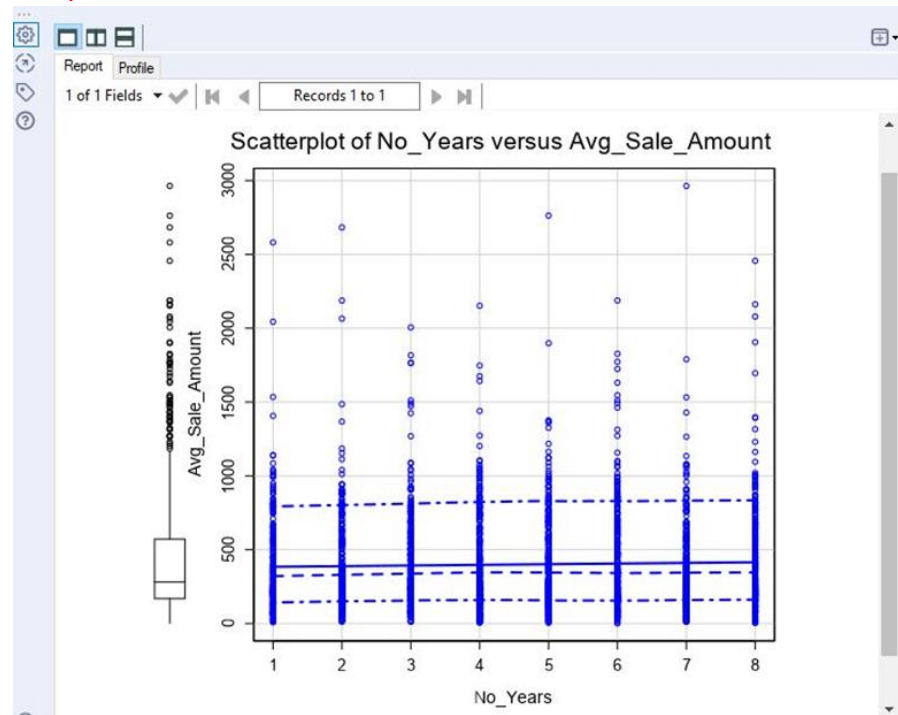 Report Profile
1 of 1 Fields Records 1 to 1
Scatterplot of No_Years versus Avg_Sale_Amount
3000
2500
2000
1500
1000
500
0
Avg_Sale_Amount
1 2 3 4 5 6 7 8
No_Years